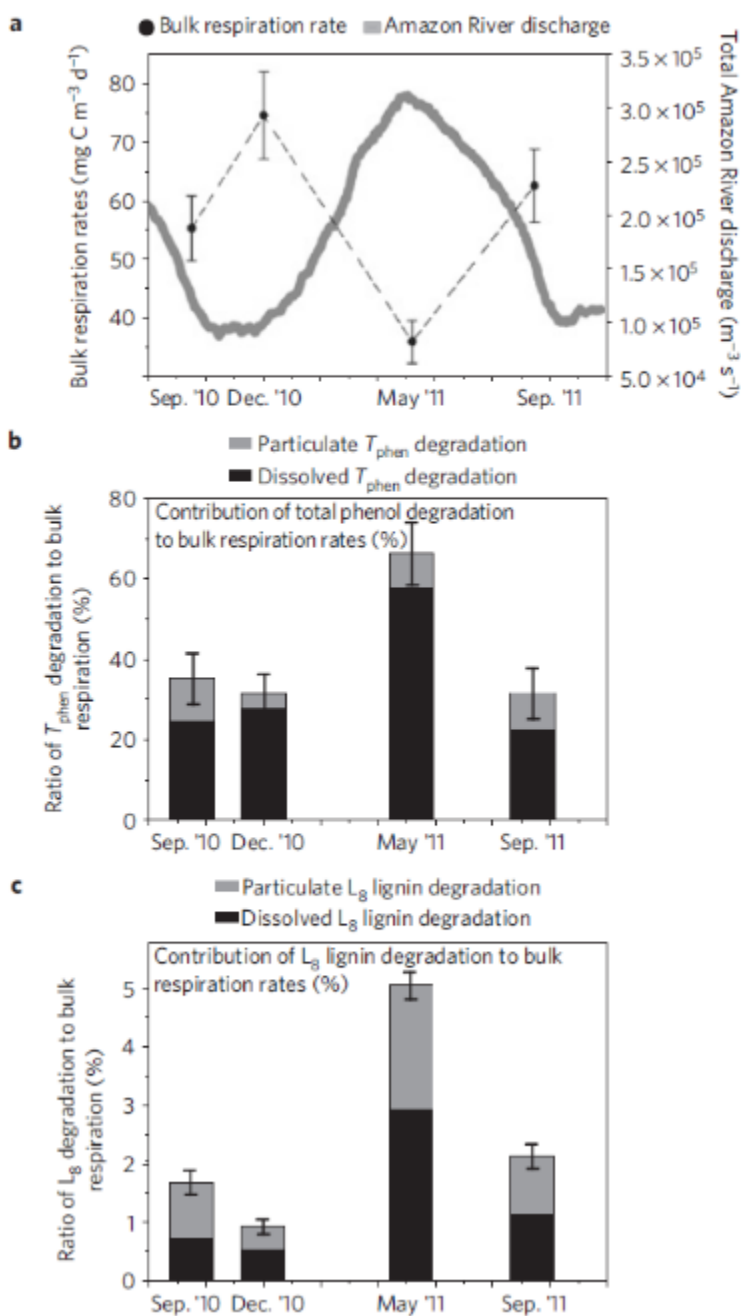 a
● Bulk respiration rate ■ Amazon River discharge
Bulk respiration rates (mg C m⁻³ d⁻¹)
80
70
60
50
40
3.5 × 10⁵
3.0 × 10⁵
2.5 × 10⁵
2.0 × 10⁵
1.5 × 10⁵
1.0 × 10⁵
5.0 × 10⁴
Total Amazon River discharge (m⁻³ s⁻¹)
Sep. '10 Dec. '10 May '11 Sep. '11
b
Particulate Tphen degradation
Dissolved Tphen degradation
Contribution of total phenol degradation
to bulk respiration rates (%)
Ratio of Tphen degradation to bulk
respiration (%)
80
60
40
20
0
Sep. '10 Dec. '10 May '11 Sep. '11
c
Particulate L₈ lignin degradation
Dissolved L₈ lignin degradation
Contribution of L₈ lignin degradation to bulk
respiration rates (%)
Ratio of L₈ degradation to bulk
respiration (%)
5
4
3
2
1
0
Sep. '10 Dec. '10 May '11 Sep. '11